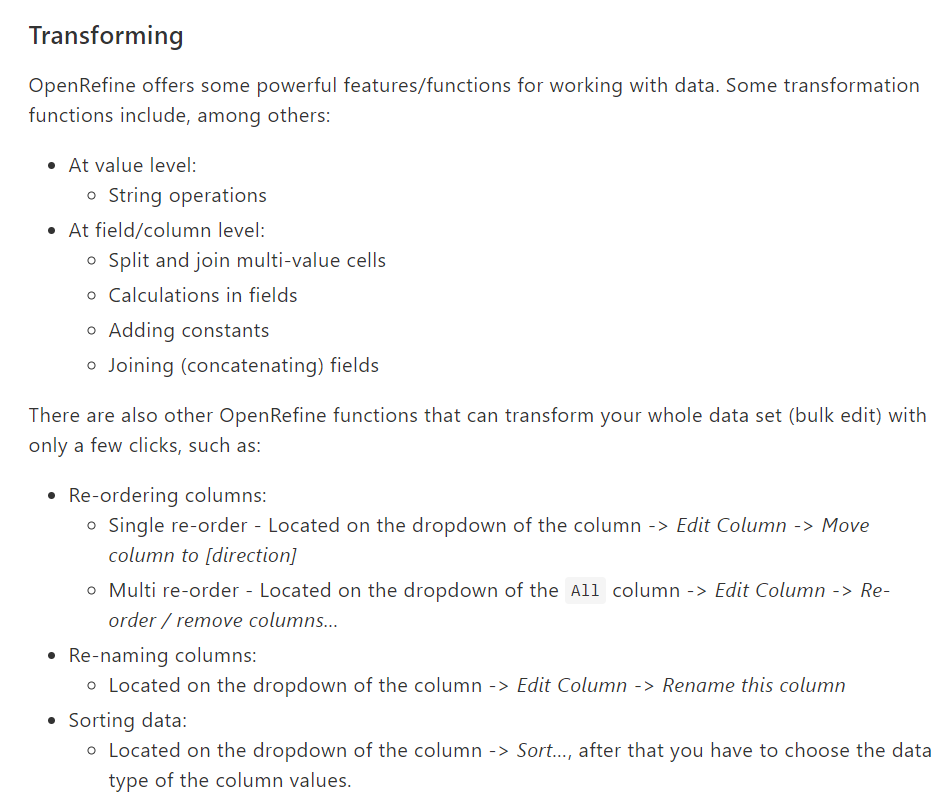 Transforming
OpenRefine offers some powerful features/functions for working with data. Some transformation
functions include, among others:
• At value level:
◦ String operations
• At field/column level:
◦ Split and join multi-value cells
◦ Calculations in fields
◦ Adding constants
◦ Joining (concatenating) fields
There are also other OpenRefine functions that can transform your whole data set (bulk edit) with
only a few clicks, such as:
• Re-ordering columns:
◦ Single re-order - Located on the dropdown of the column -> Edit Column -> Move
column to [direction]
◦ Multi re-order - Located on the dropdown of the All column -> Edit Column -> Re-
order / remove columns...
• Re-naming columns:
◦ Located on the dropdown of the column -> Edit Column -> Rename this column
• Sorting data:
◦ Located on the dropdown of the column -> Sort..., after that you have to choose the data
type of the column values.